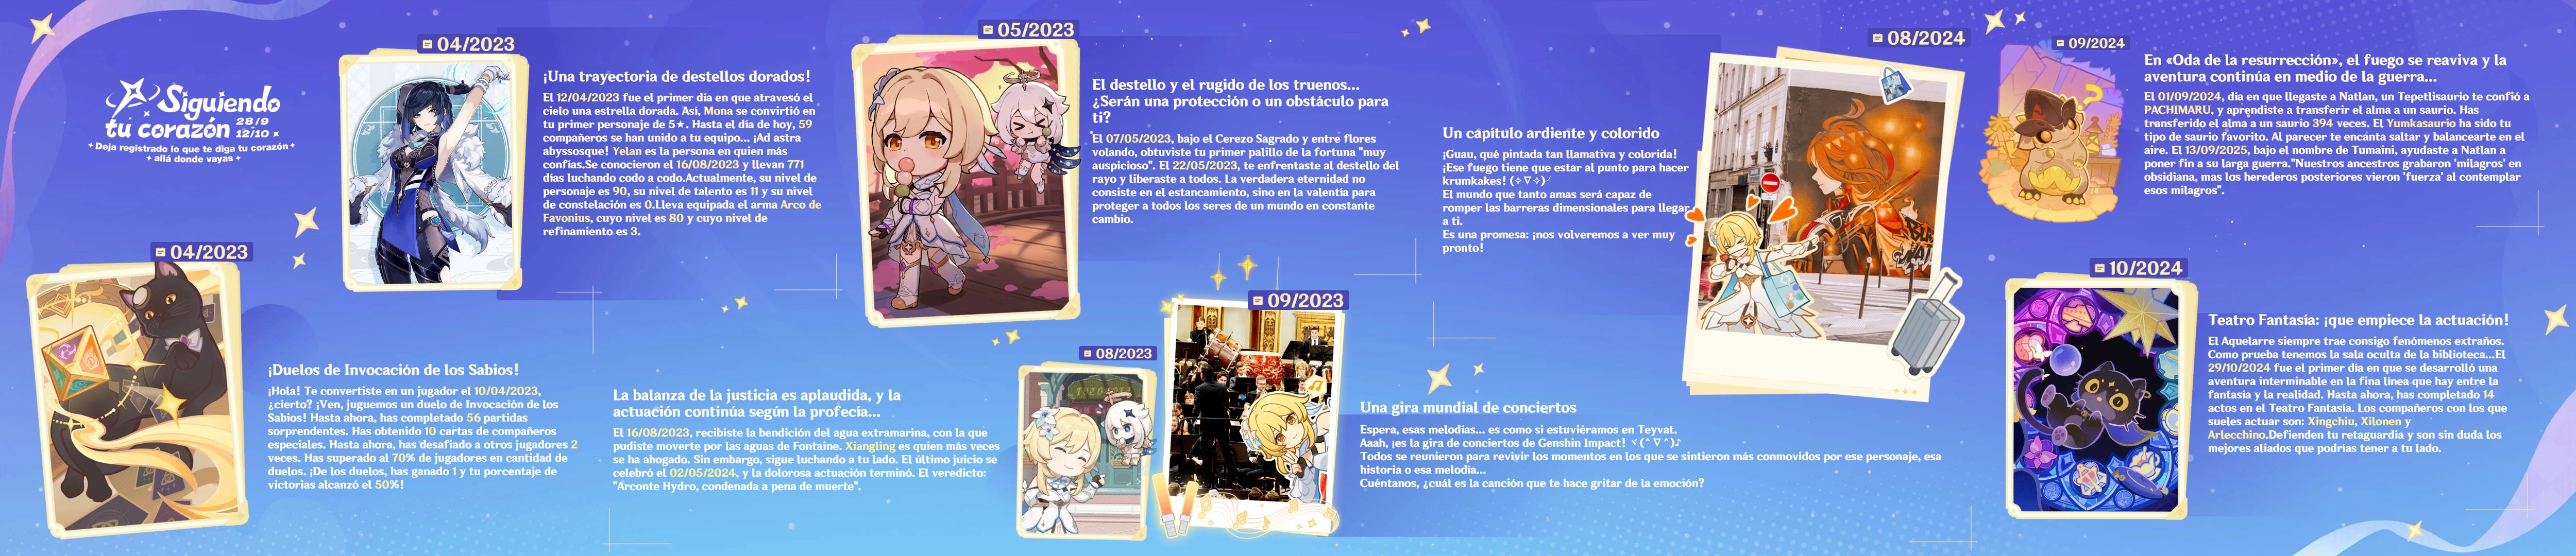 Siguiendo
tu corazón
28/9
12/10
Deja registrado lo que te diga tu corazón
allá donde vayas
04/2023
¡Duelos de Invocación de los Sabios!
¡Hola! Te convertiste en un jugador el 10/04/2023,
¿cierto? ¡Ven, juguemos un duelo de Invocación de los
Sabios! Hasta ahora, has completado 56 partidas
sorprendentes. Has obtenido 10 cartas de compañeros
especiales. Hasta ahora, has desafiado a otros jugadores 2
veces. Has superado al 70% de jugadores en cantidad de
duelos. ¡De los duelos, has ganado 1 y tu porcentaje de
victorias alcanzó el 50%!
04/2023
¡Una trayectoria de destellos dorados!
El 12/04/2023 fue el primer día en que atravesó el
cielo una estrella dorada. Así, Mona se convirtió en
tu primer personaje de 5★. Hasta el día de hoy, 59
compañeros se han unido a tu equipo... ¡Ad astra
abyssosque! Yelan es la persona en quien más
confías.Se conocieron el 16/08/2023 y llevan 771
días luchando codo a codo.Actualmente, su nivel de
personaje es 90, su nivel de talento es 11 y su nivel
de constelación es 0.Lleva equipada el arma Arco de
Favonius, cuyo nivel es 80 y cuyo nivel de
refinamiento es 3.
05/2023
El destello y el rugido de los truenos...
¿Serán una protección o un obstáculo para
ti?
El 07/05/2023, bajo el Cerezo Sagrado y entre flores
volando, obtuviste tu primer palillo de la fortuna "muy
auspicioso". El 22/05/2023, te enfrentaste al destello del
rayo y liberaste a todos. La verdadera eternidad no
consiste en el estancamiento, sino en la valentía para
proteger a todos los seres de un mundo en constante
cambio.
08/2023
La balanza de la justicia es aplaudida, y la
actuación continúa según la profecía...
El 16/08/2023, recibiste la bendición del agua extramarina, con la que
pudiste moverte por las aguas de Fontaine. Xiangling es quien más veces
se ha ahogado. Sin embargo, sigue luchando a tu lado. El último juicio se
celebró el 02/05/2024, y la dolorosa actuación terminó. El veredicto:
"Arconte Hydro, condenada a pena de muerte".
09/2023
Una gira mundial de conciertos
Espera, esas melodías... es como si estuviéramos en Teyvat.
Aaah, ¡es la gira de conciertos de Genshin Impact! ヾ(^∇^)♪
Todos se reunieron para revivir los momentos en los que se sintieron más conmovidos por ese personaje, esa
historia o esa melodía...
Cuéntanos, ¿cuál es la canción que te hace gritar de la emoción?
08/2024
Un capítulo ardiente y colorido
¡Guau, qué pintada tan llamativa y colorida!
¡Ese fuego tiene que estar al punto para hacer
krumkakes! (✧∇✧)╯
El mundo que tanto amas será capaz de
romper las barreras dimensionales para llegar
a ti.
Es una promesa: ¡nos volveremos a ver muy
pronto!
09/2024
En «Oda de la resurrección», el fuego se reaviva y la
aventura continúa en medio de la guerra...
El 01/09/2024, día en que llegaste a Natlan, un Tepetlisaurio te confió a
PACHIMARU, y aprendiste a transferir el alma a un saurio. Has
transferido el alma a un saurio 394 veces. El Yumkasaurio ha sido tu
tipo de saurio favorito. Al parecer te encanta saltar y balancearte en el
aire. El 13/09/2025, bajo el nombre de Tumaini, ayudaste a Natlan a
poner fin a su larga guerra."Nuestros ancestros grabaron 'milagros' en
obsidiana, mas los herederos posteriores vieron 'fuerza' al contemplar
esos milagros".
10/2024
Teatro Fantasía: ¡que empiece la actuación!
El Aquelarre siempre trae consigo fenómenos extraños.
Como prueba tenemos la sala oculta de la biblioteca...El
29/10/2024 fue el primer día en que se desarrolló una
aventura interminable en la fina línea que hay entre la
fantasía y la realidad. Hasta ahora, has completado 14
actos en el Teatro Fantasía. Los compañeros con los que
sueles actuar son: Xingchiu, Xilonen y
Arlecchino.Defienden tu retaguardia y son sin duda los
mejores aliados que podrías tener a tu lado.